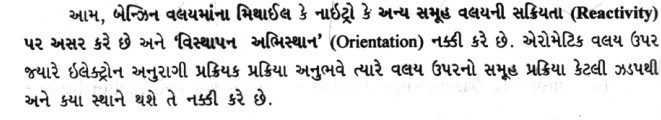 આમ, બેન્ઝિન વલયમાંના મિથાઈલ કે નાઈટ્રો કે અન્ય સમૂહ વલયની સક્રિયતા (Reactivity)
પર અસર કરે છે અને ‘વિસ્થાપન અભિસ્થાન’ (Orientation) નક્કી કરે છે. એરોમેટિક વલય ઉપર
જ્યારે ઇલેક્ટ્રોન અનુરાગી પ્રક્રિયક પ્રક્રિયા અનુભવે ત્યારે વલય ઉપરનો સમૂહ પ્રક્રિયા કેટલી ઝડપથી
અને કયા સ્થાને થશે તે નક્કી કરે છે.